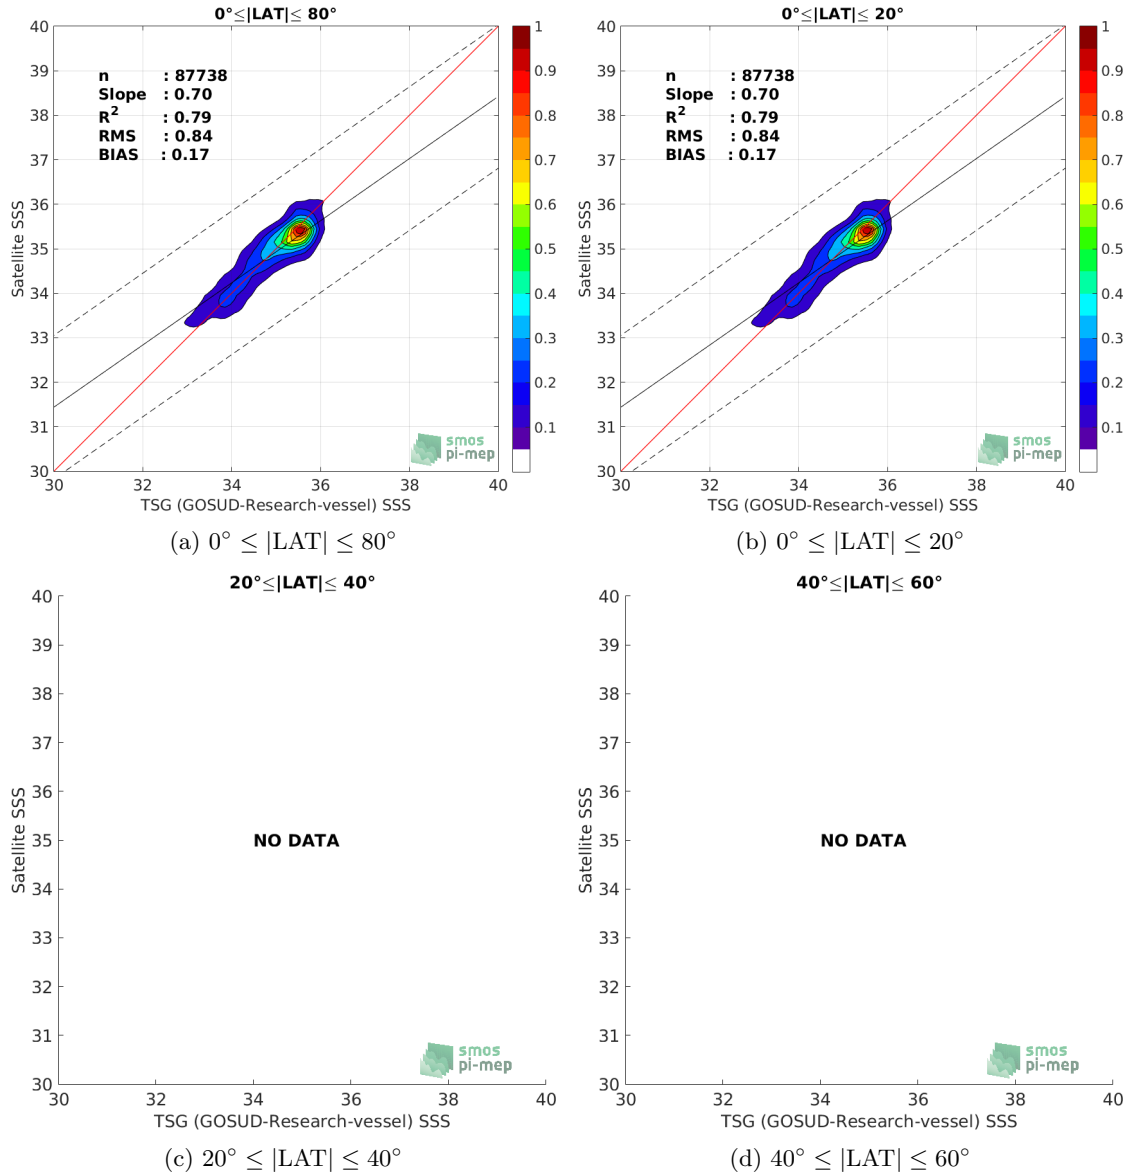 0°≤|LAT|≤ 80°
40
39
38
37
36
35
34
33
32
31
30
Satellite SSS
n : 87738
Slope : 0.70
R² : 0.79
RMS : 0.84
BIAS : 0.17
smos
pi-mep
30 32 34 36 38 40
TSG (GOSUD-Research-vessel) SSS
1
0.9
0.8
0.7
0.6
0.5
0.4
0.3
0.2
0.1
(a) 0° ≤ |LAT| ≤ 80°
0°≤|LAT|≤ 20°
40
39
38
37
36
35
34
33
32
31
30
Satellite SSS
n : 87738
Slope : 0.70
R² : 0.79
RMS : 0.84
BIAS : 0.17
smos
pi-mep
30 32 34 36 38 40
TSG (GOSUD-Research-vessel) SSS
1
0.9
0.8
0.7
0.6
0.5
0.4
0.3
0.2
0.1
(b) 0° ≤ |LAT| ≤ 20°
20°≤|LAT|≤ 40°
40
39
38
37
36
35
34
33
32
31
30
Satellite SSS
NO DATA
smos
pi-mep
30 32 34 36 38 40
TSG (GOSUD-Research-vessel) SSS
(c) 20° ≤ |LAT| ≤ 40°
40°≤|LAT|≤ 60°
40
39
38
37
36
35
34
33
32
31
30
Satellite SSS
NO DATA
smos
pi-mep
30 32 34 36 38 40
TSG (GOSUD-Research-vessel) SSS
(d) 40° ≤ |LAT| ≤ 60°